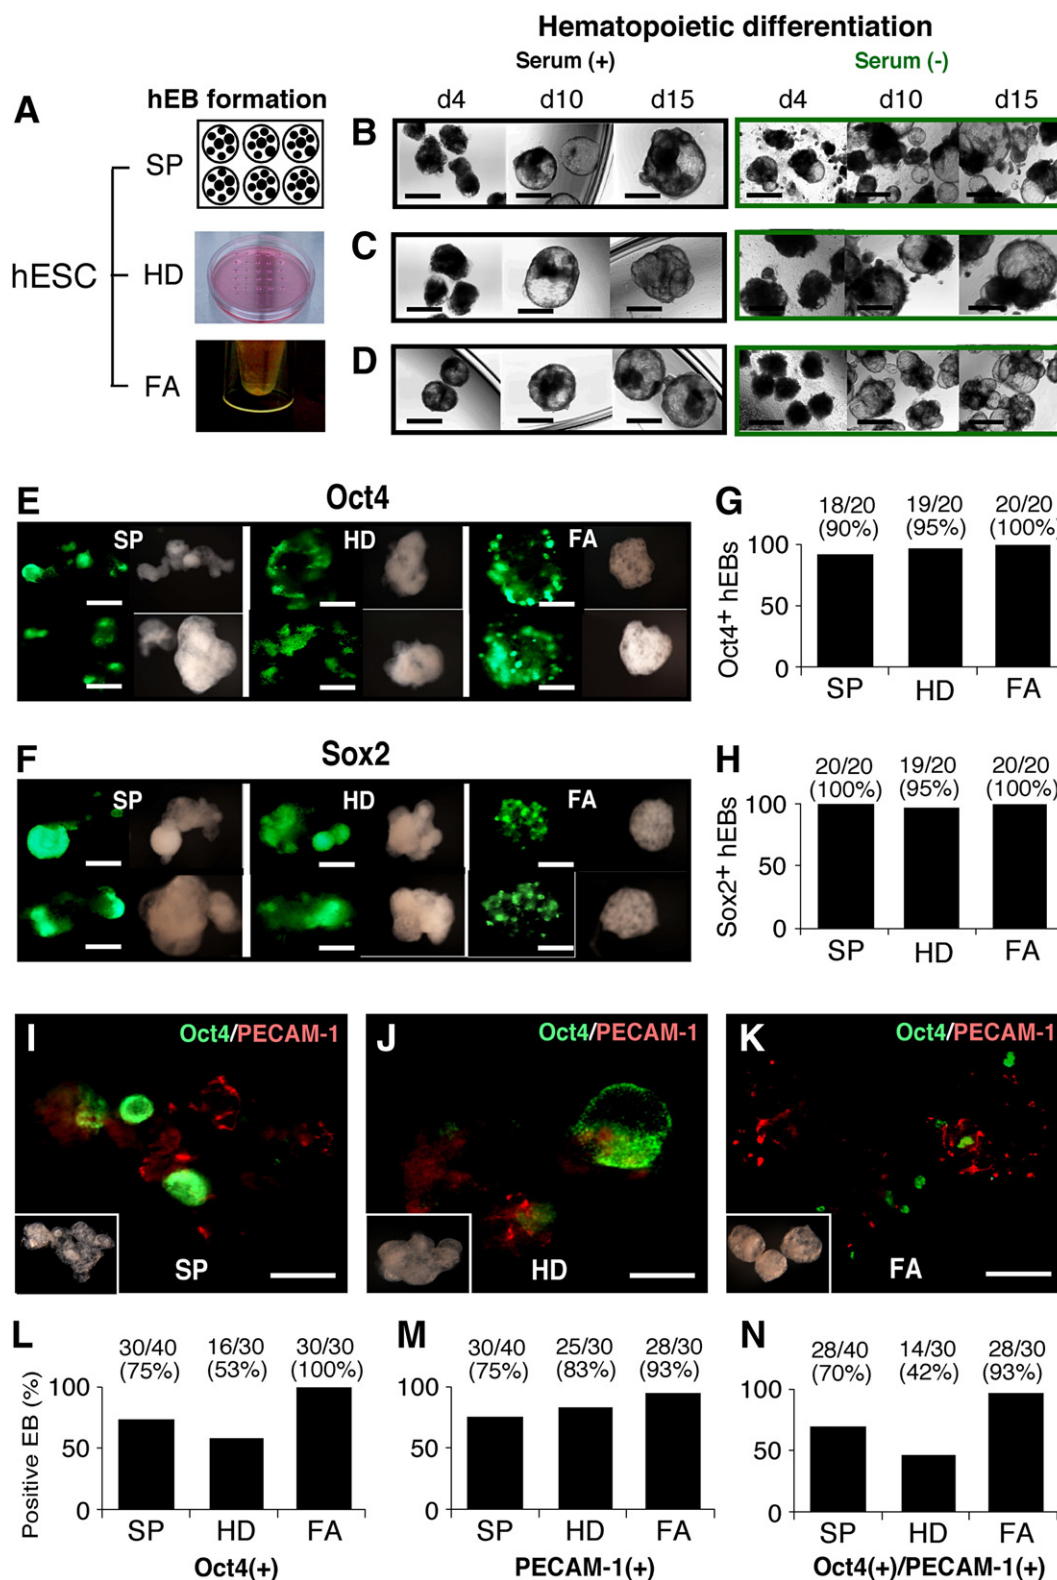 Hematopoietic differentiation
Serum (+)
Serum (-)
A
hEB formation
d4
d10
d15
d4
d10
d15
hESC
SP
HD
FA
B
C
D
E
Oct4
SP
HD
FA
F
Sox2
SP
HD
FA
G
18/20
(90%)
19/20
(95%)
20/20
(100%)
Oct4+ hEBs
100
50
0
SP
HD
FA
H
20/20
(100%)
19/20
(95%)
20/20
(100%)
Sox2+ hEBs
100
50
0
SP
HD
FA
I
Oct4/PECAM-1
SP
J
Oct4/PECAM-1
HD
K
Oct4/PECAM-1
FA
L
30/40
(75%)
16/30
(53%)
30/30
(100%)
Positive EB (%)
100
50
0
SP
HD
FA
Oct4(+)
M
30/40
(75%)
25/30
(83%)
28/30
(93%)
100
50
0
SP
HD
FA
PECAM-1(+)
N
28/40
(70%)
14/30
(42%)
28/30
(93%)
100
50
0
SP
HD
FA
Oct4(+)/PECAM-1(+)